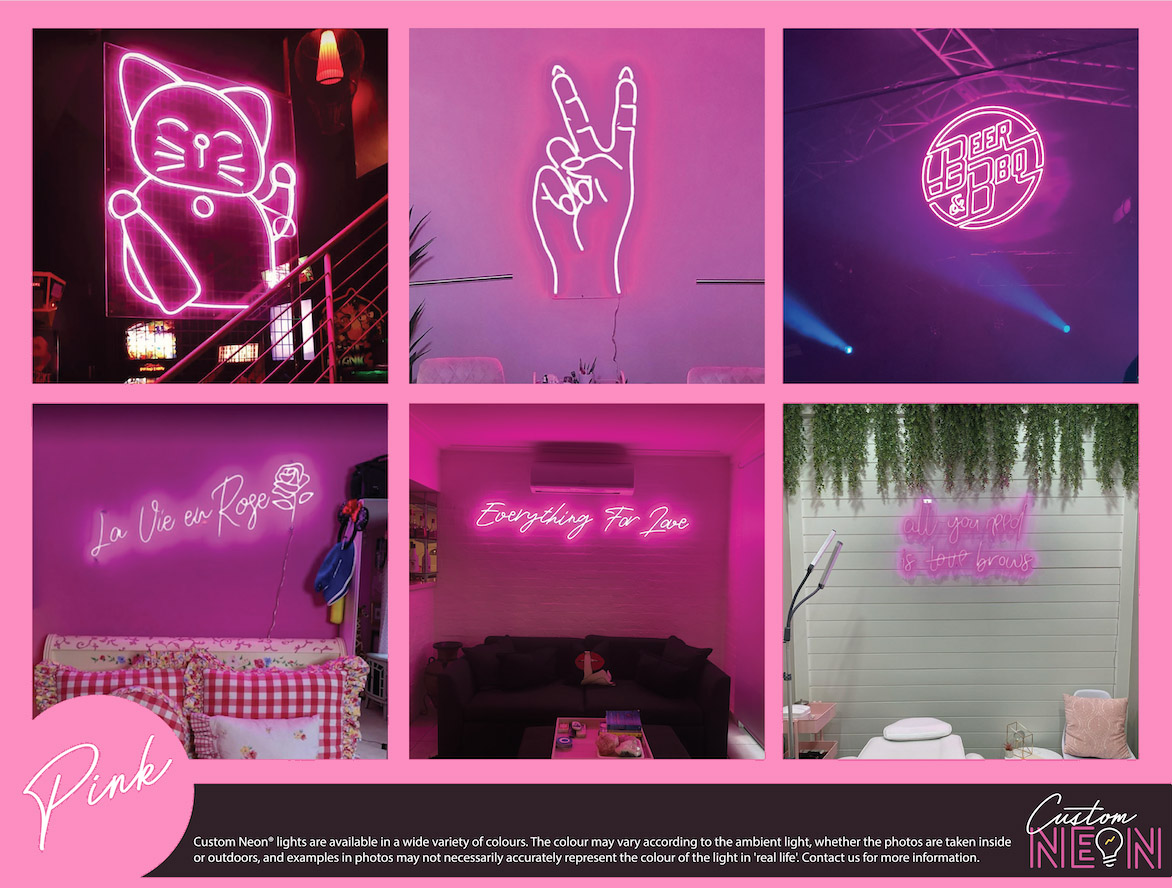 BEER
& BBQ
La Vie en Rose
Everything For Love
all you need
is love brows
Pink
Custom Neon® lights are available in a wide variety of colours. The colour may vary according to the ambient light, whether the photos are taken inside
or outdoors, and examples in photos may not necessarily accurately represent the colour of the light in 'real life'. Contact us for more information.
Custom
NEON